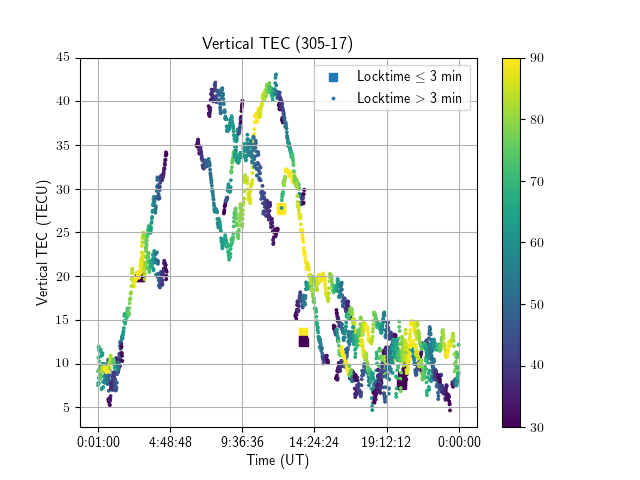 Vertical TEC (305-17)
Locktime ≤ 3 min
Locktime > 3 min
Vertical TEC (TECU)
45
40
35
30
25
20
15
10
5
0:01:00 4:48:48 9:36:36 14:24:24 19:12:12 0:00:00
Time (UT)
90
80
70
60
50
40
30